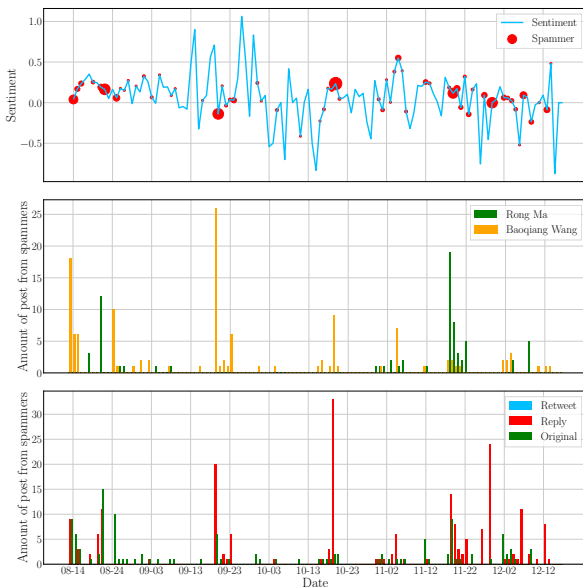 Sentiment
1.0
0.5
0.0
−0.5
Sentiment
Spammer
Amount of post from spammers
25
20
15
10
5
0
Rong Ma
Baoqiang Wang
Amount of post from spammers
30
25
20
15
10
5
0
Retweet
Reply
Original
08-14 08-24 09-03 09-13 09-23 10-03 10-13 10-23 11-02 11-12 11-22 12-02 12-12
Date